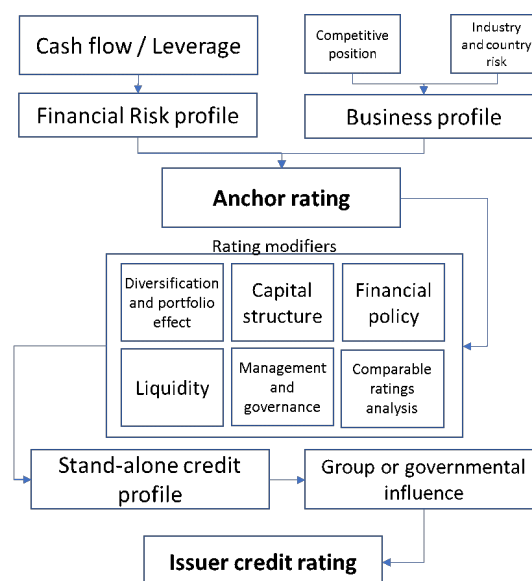 Cash flow / Leverage
Competitive
position
Industry
and country
risk
Financial Risk profile
Business profile
Anchor rating
Rating modifiers
Diversification
and portfolio
effect
Capital
structure
Financial
policy
Liquidity
Management
and
governance
Comparable
ratings
analysis
Stand-alone credit
profile
Group or governmental
influence
Issuer credit rating